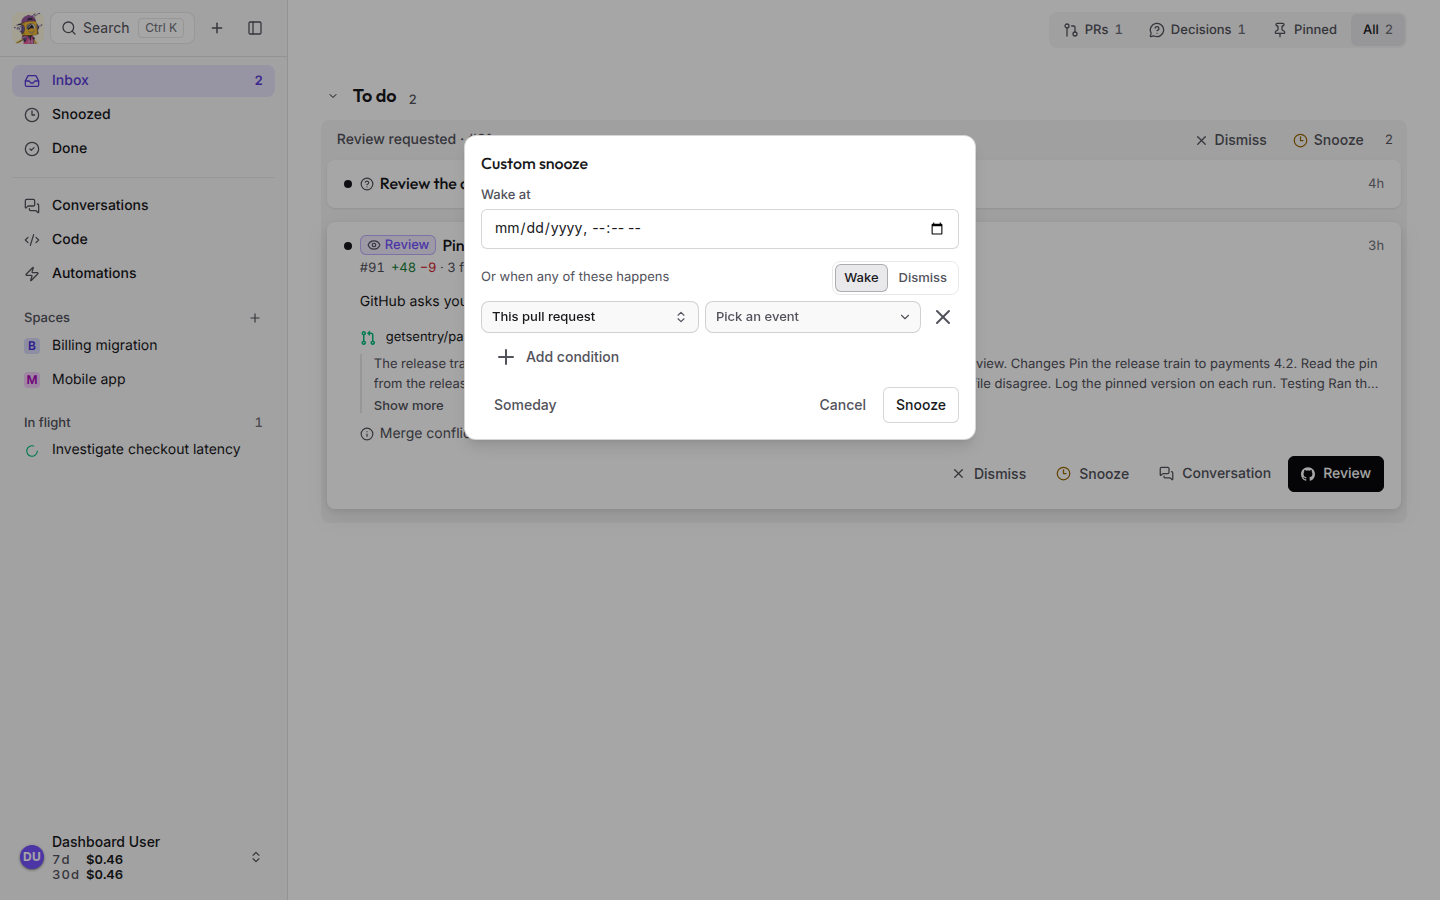 Search Ctrl K
Inbox 2
Snoozed
Done
Conversations
Code
Automations
Spaces
B Billing migration
M Mobile app
In flight 1
Investigate checkout latency
DU Dashboard User
7d $0.46
30d $0.46
PRs 1 Decisions 1 Pinned All 2
To do 2
Review requested · Dismiss Snooze 2
Review the 4h
Review 3h
#91 +48 −9 · 3
GitHub asks you
getsentry/
The release view. Changes Pin the release train to payments 4.2. Read the pin
from the disagree. Log the pinned version on each run. Testing Ran th...
Show more
Merge
Dismiss Snooze Conversation Review
Custom snooze
Wake at
mm/dd/yyyy, --:-- --
Or when any of these happens Wake Dismiss
This pull request Pick an event
Add condition
Someday Cancel Snooze